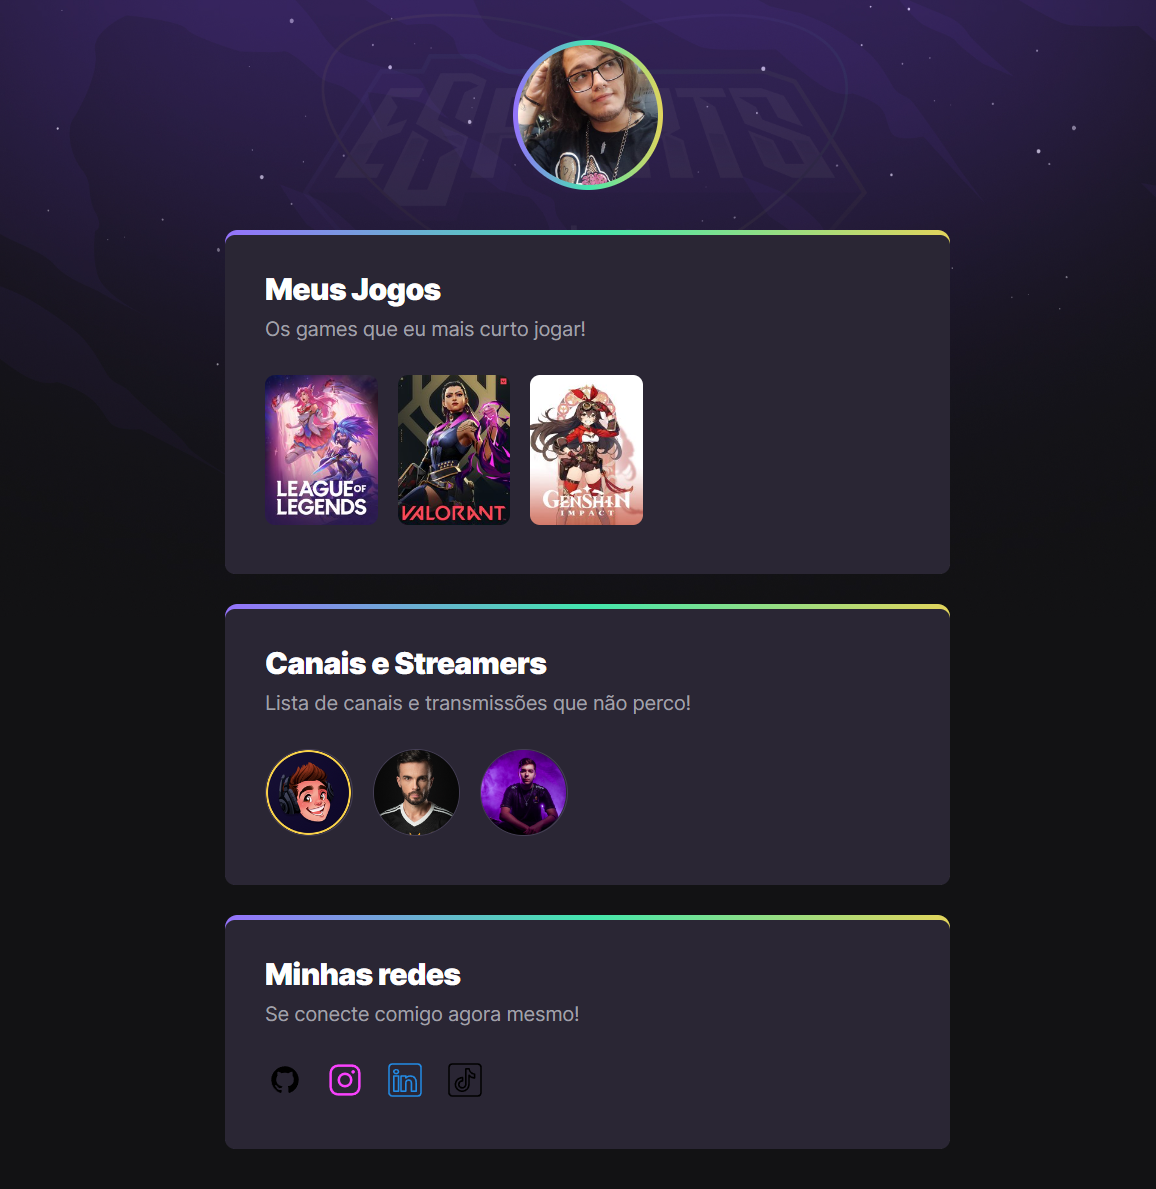 ESPORTS
Meus Jogos
Os games que eu mais curto jogar!
LEAGUE OF
LEGENDS
VALORANT
GENSHIN
IMPACT
Canais e Streamers
Lista de canais e transmissões que não perco!
Minhas redes
Se conecte comigo agora mesmo!
in